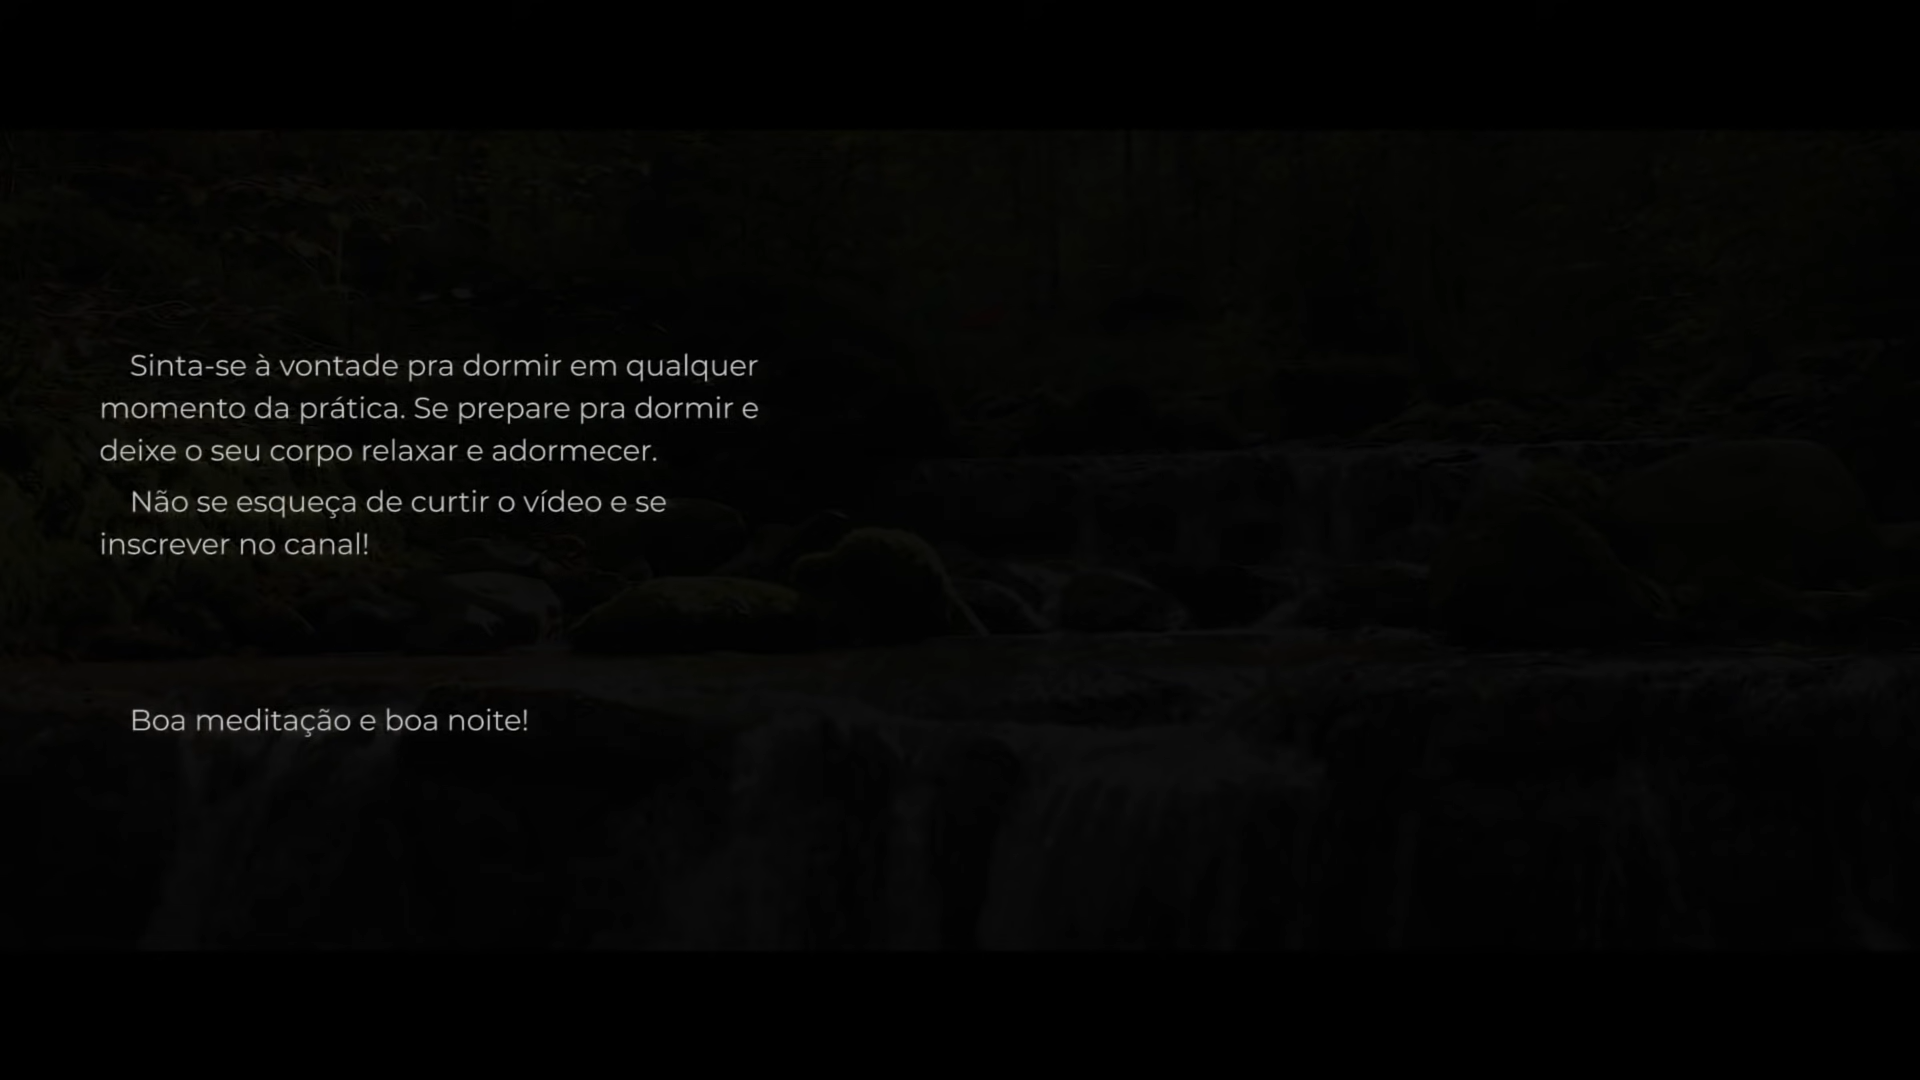 Sinta-se à vontade pra dormir em qualquer
momento da prática. Se prepare pra dormir e
deixe o seu corpo relaxar e adormecer.
Não se esqueça de curtir o vídeo e se
inscrever no canal!
Boa meditação e boa noite!